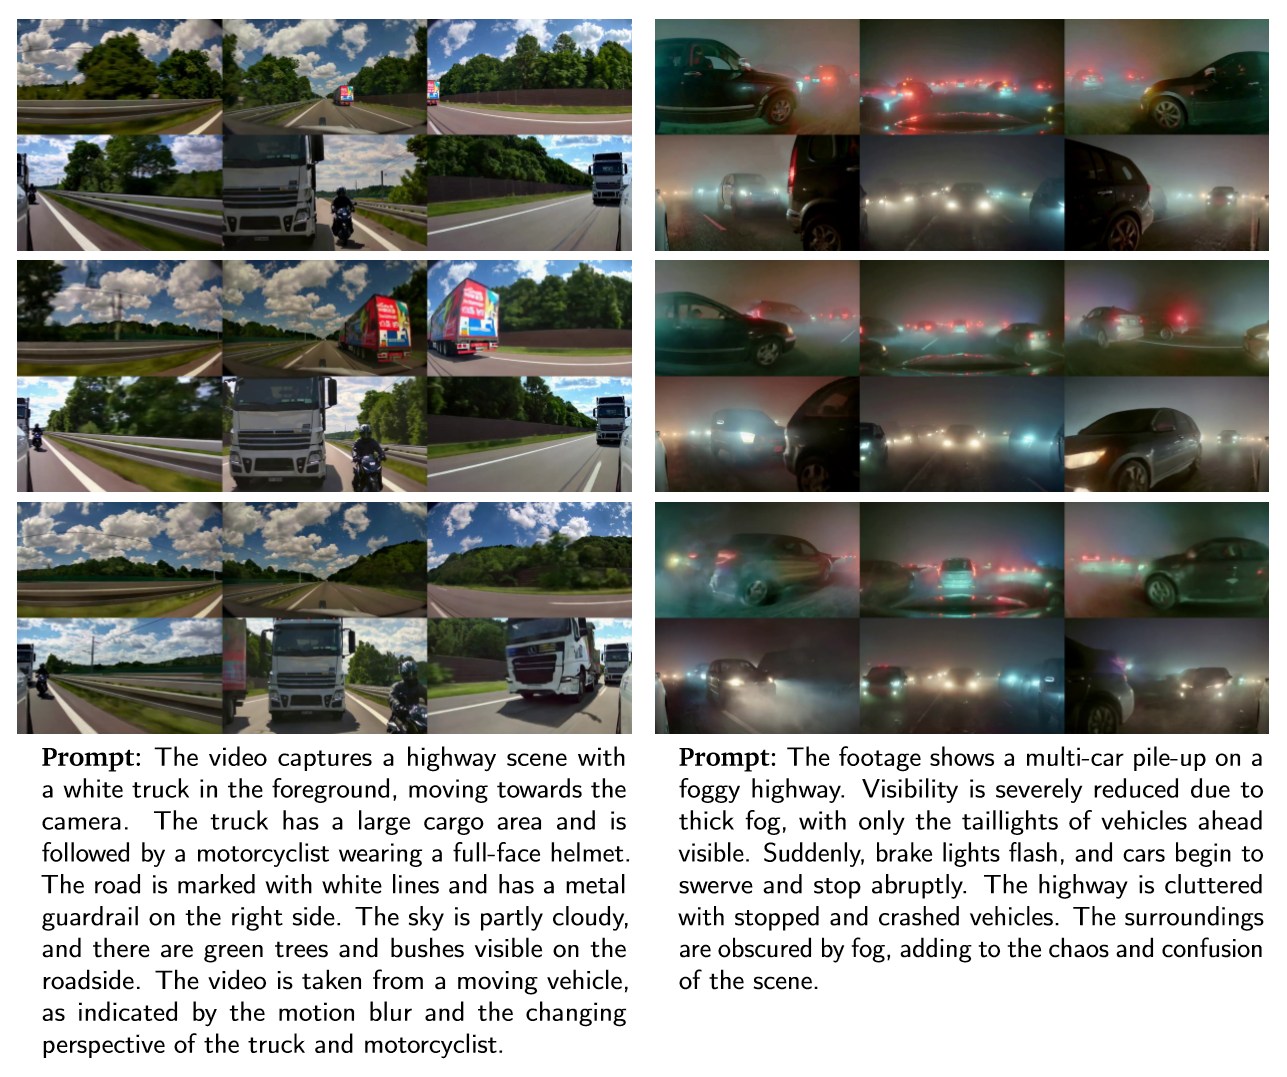 Prompt: The video captures a highway scene with
a white truck in the foreground, moving towards the
camera. The truck has a large cargo area and is
followed by a motorcyclist wearing a full-face helmet.
The road is marked with white lines and has a metal
guardrail on the right side. The sky is partly cloudy,
and there are green trees and bushes visible on the
roadside. The video is taken from a moving vehicle,
as indicated by the motion blur and the changing
perspective of the truck and motorcyclist.
Prompt: The footage shows a multi-car pile-up on a
foggy highway. Visibility is severely reduced due to
thick fog, with only the taillights of vehicles ahead
visible. Suddenly, brake lights flash, and cars begin to
swerve and stop abruptly. The highway is cluttered
with stopped and crashed vehicles. The surroundings
are obscured by fog, adding to the chaos and confusion
of the scene.